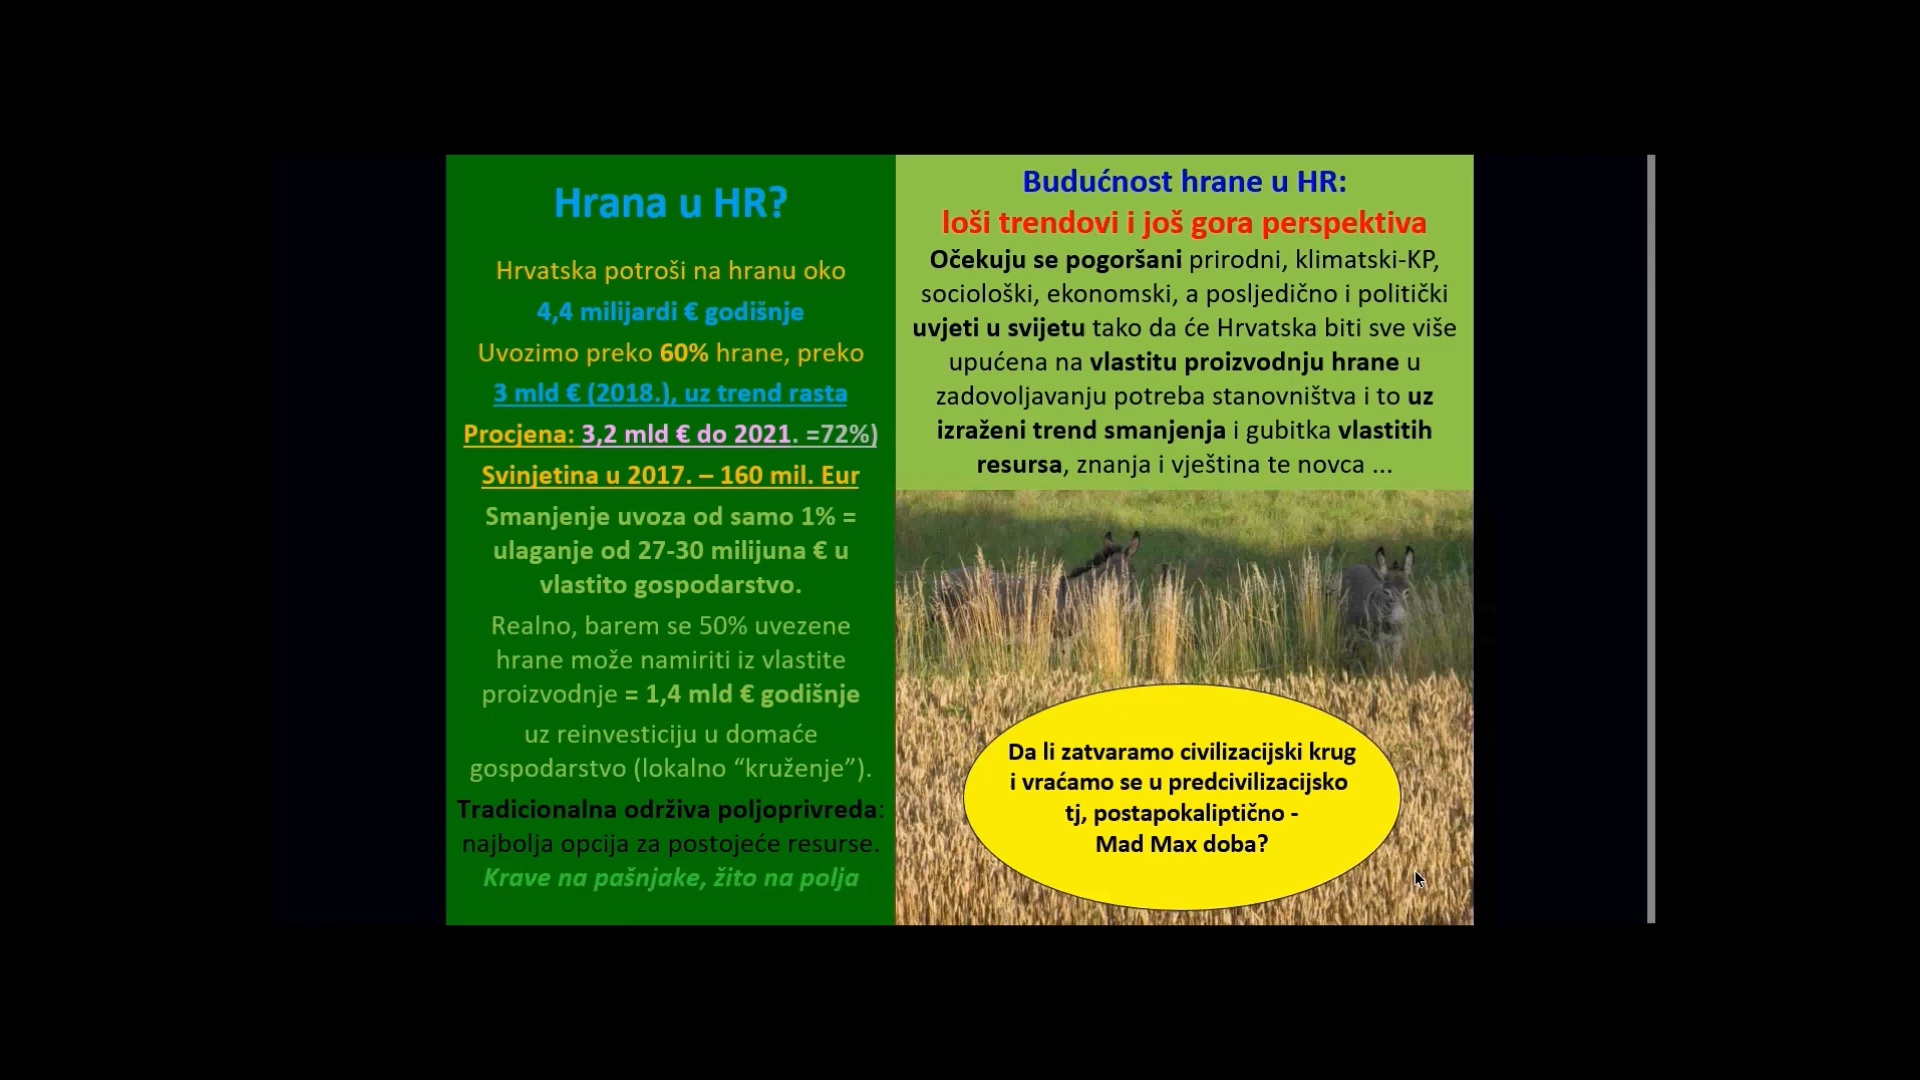 Hrana u HR?
Hrvatska potroši na hranu oko
4,4 milijardi € godišnje
Uvozimo preko 60% hrane, preko
3 mld € (2018.), uz trend rasta
Procjena: 3,2 mld € do 2021. =72%)
Svinjetina u 2017. – 160 mil. Eur
Smanjenje uvoza od samo 1% =
ulaganje od 27-30 milijuna € u
vlastito gospodarstvo.
Realno, barem se 50% uvezene
hrane može namiriti iz vlastite
proizvodnje = 1,4 mld € godišnje
uz reinvesticiju u domaće
gospodarstvo (lokalno “kruženje”).
Tradicionalna održiva poljoprivreda:
najbolja opcija za postojeće resurse.
Krave na pašnjake, žito na polja
Budućnost hrane u HR:
loši trendovi i još gora perspektiva
Očekuju se pogoršani prirodni, klimatski-KP,
sociološki, ekonomski, a posljedično i politički
uvjeti u svijetu tako da će Hrvatska biti sve više
upućena na vlastitu proizvodnju hrane u
zadovoljavanju potreba stanovništva i to uz
izraženi trend smanjenja i gubitka vlastitih
resursa, znanja i vještina te novca ...
Da li zatvaramo civilizacijski krug
i vraćamo se u predcivilizacijsko
tj, postapokaliptično -
Mad Max doba?